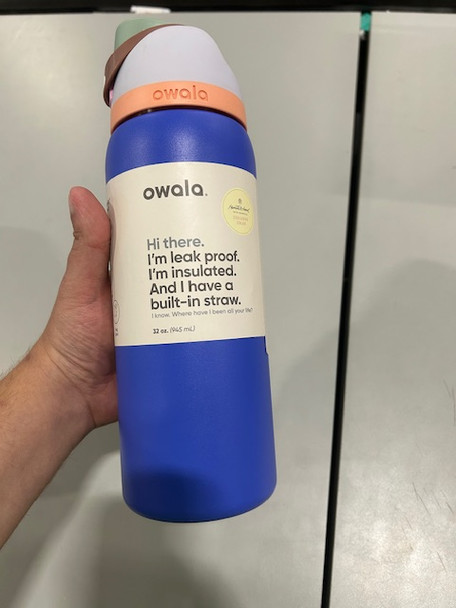 owala
owala.
Hi there.
I'm leak proof.
I'm insulated.
And I have a
built-in straw.
I know. Where have I been all your life?
32 oz. (945 mL)